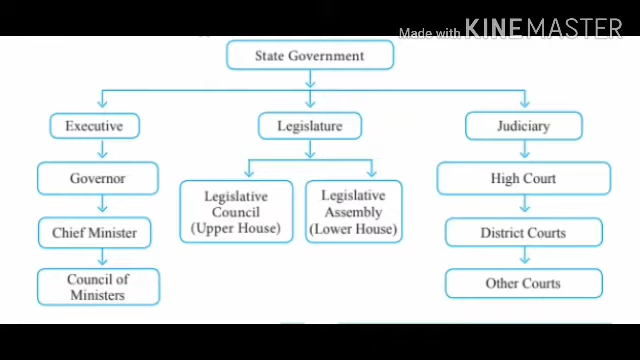 Made with KINEMASTER
State Government
Executive
Legislature
Judiciary
Governor
Legislative
Council
(Upper House)
Legislative
Assembly
(Lower House)
High Court
Chief Minister
District Courts
Council of
Ministers
Other Courts